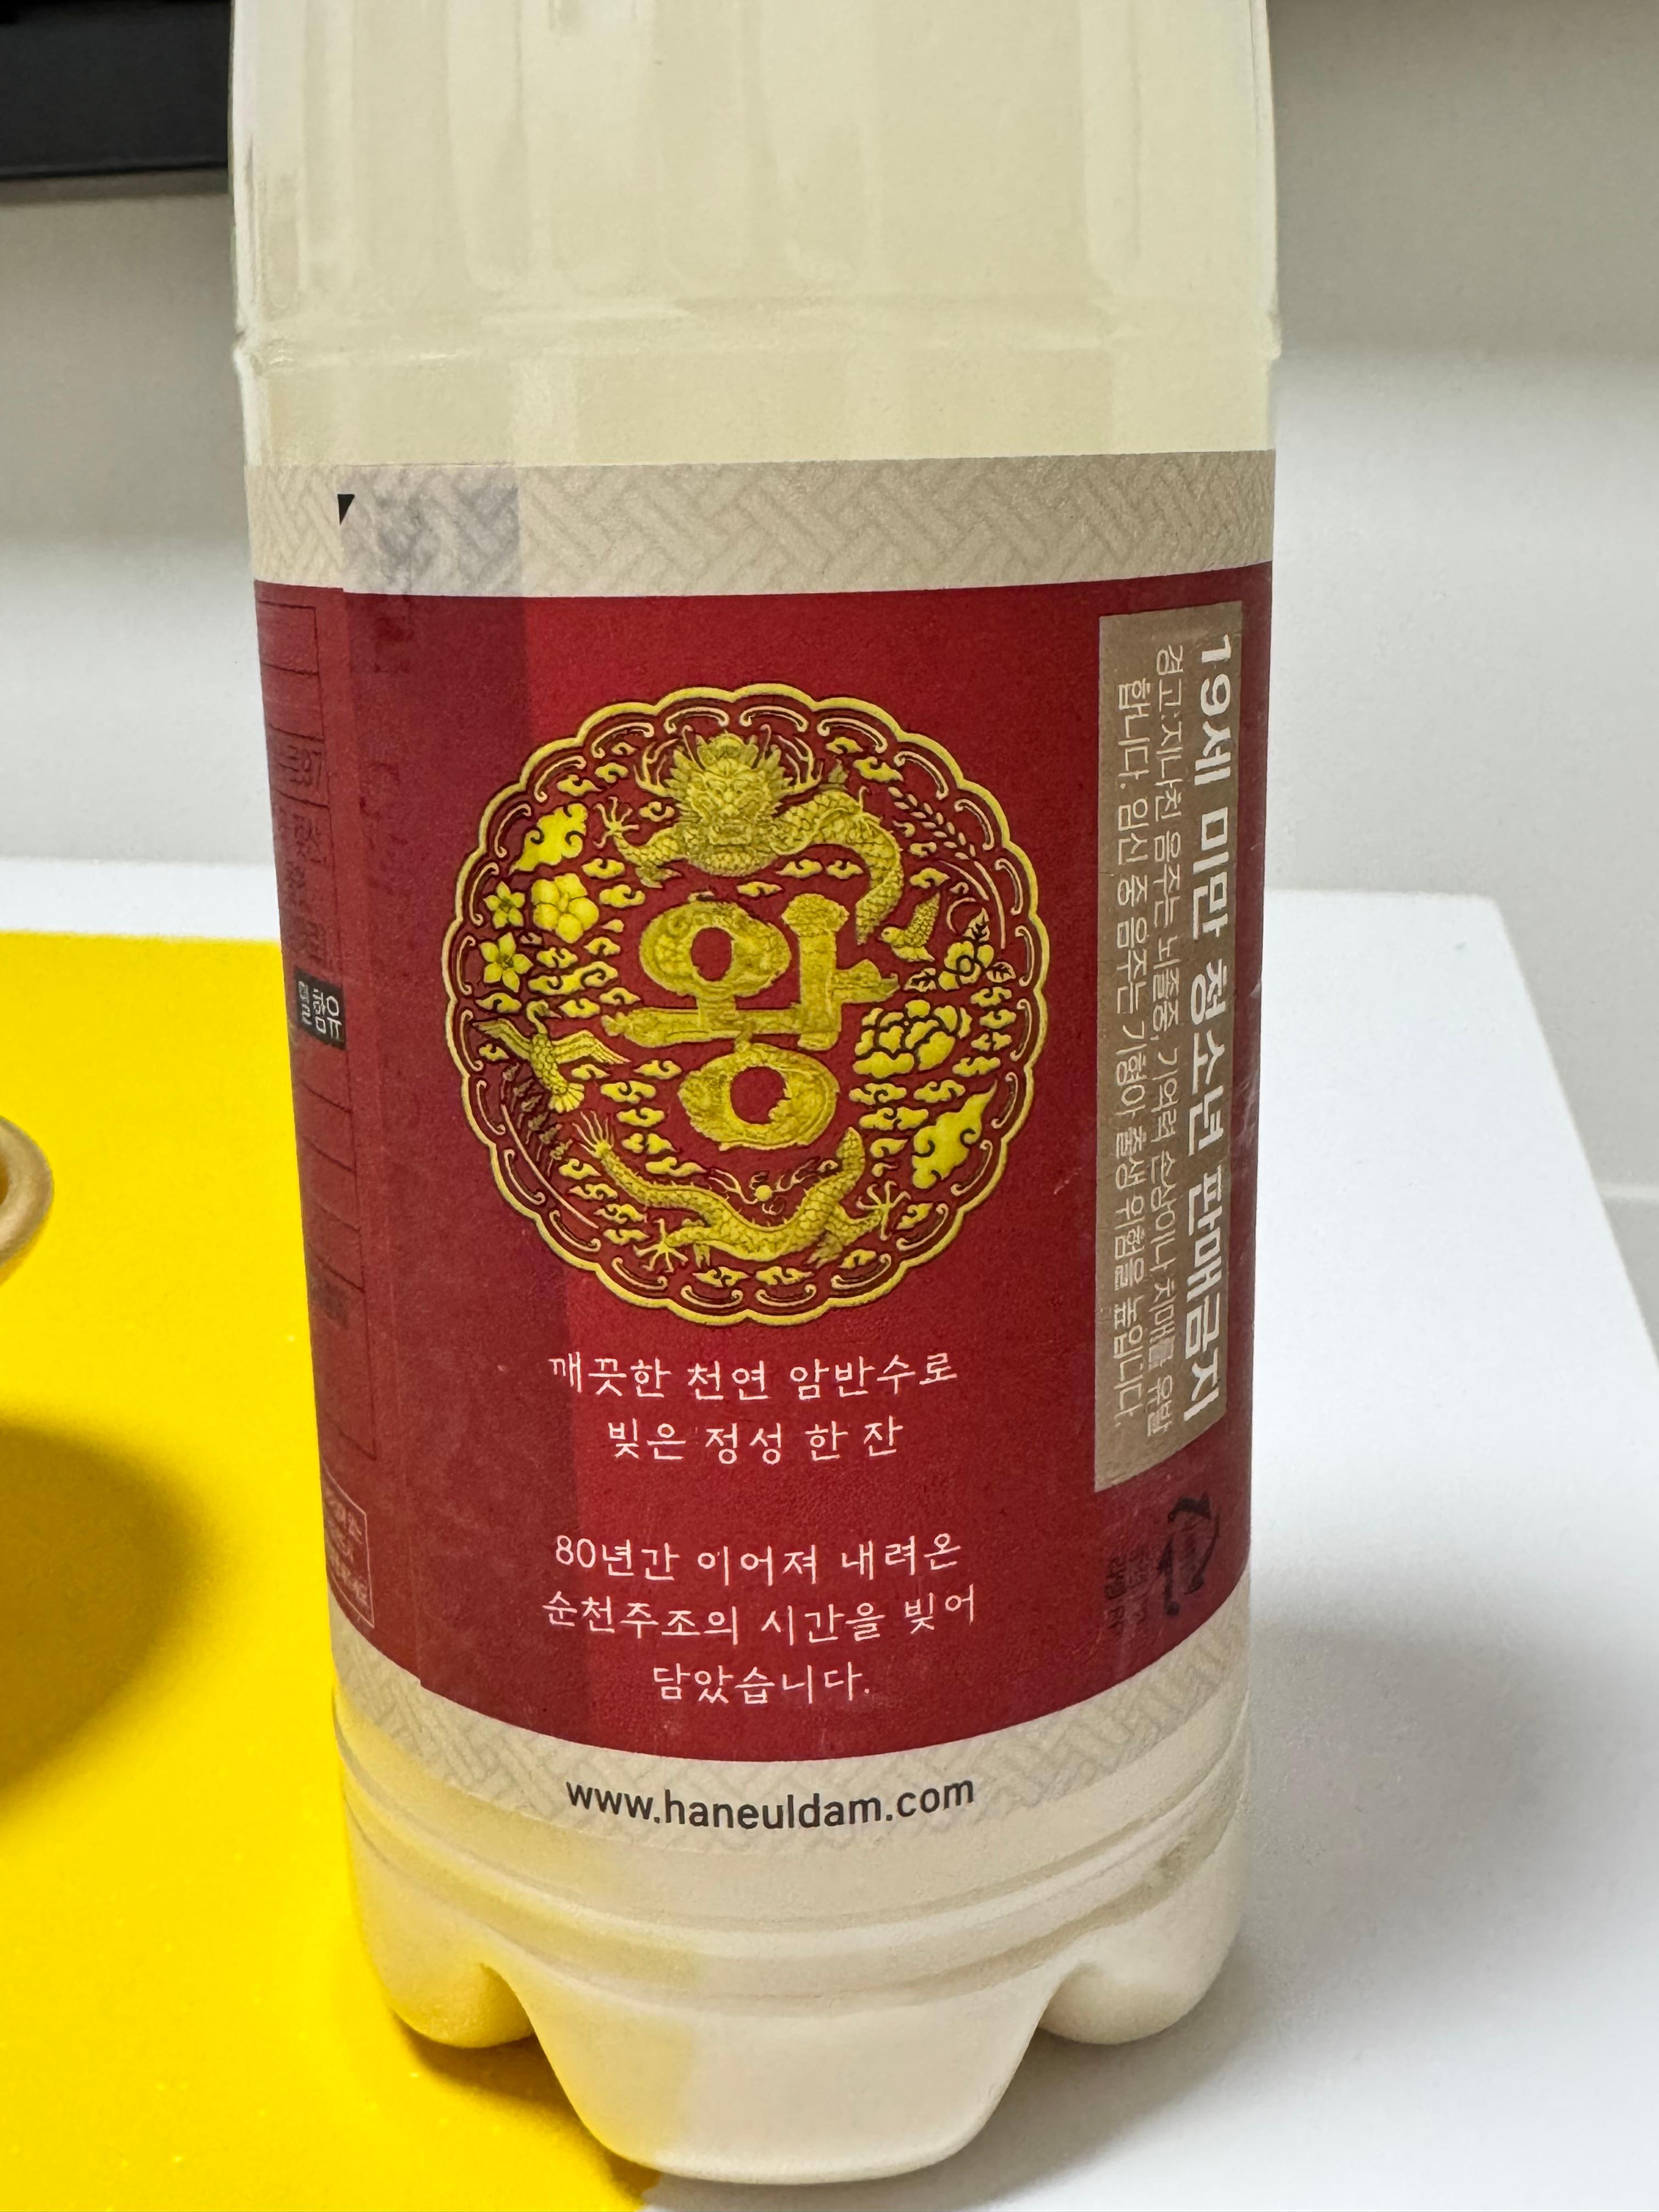 왕
깨끗한 천연 암반수로
빚은 정성 한 잔
80년간 이어져 내려온
순천주조의 시간을 빚어
담았습니다.
www.haneuldam.com
19세 미만 청소년 판매금지
경고:지나친 음주는 뇌졸중, 기억력 손상이나 치매를 유발
합니다. 임신 중 음주는 기형아 출생 위험을 높입니다.